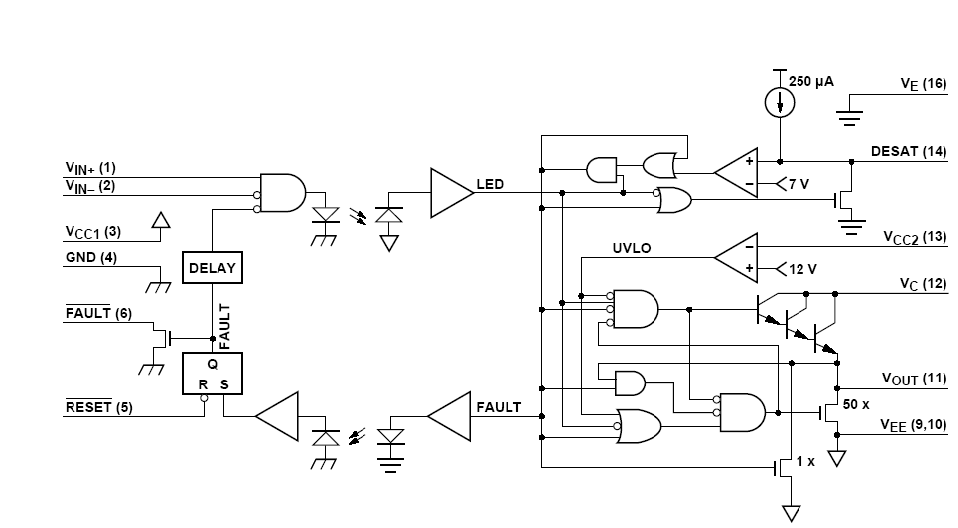 250 µA
VE (16)
DESAT (14)
7 V
VIN+ (1)
VIN– (2)
LED
VCC1 (3)
GND (4)
DELAY
UVLO
VCC2 (13)
12 V
VC (12)
FAULT (6)
FAULT
Q
R S
RESET (5)
FAULT
VOUT (11)
50 x
VEE (9,10)
1 x